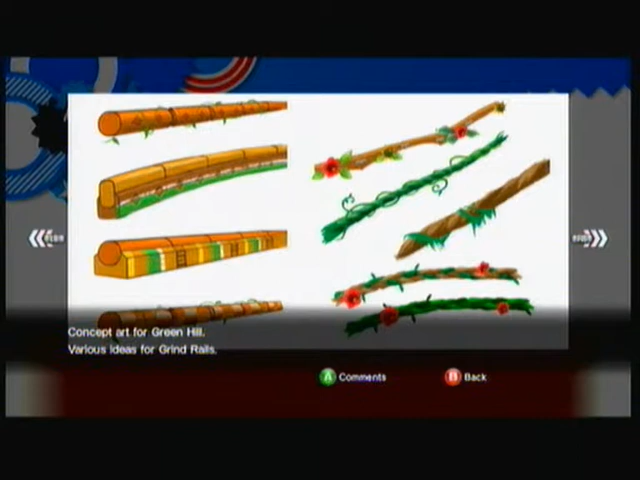 Concept art for Green Hill.
Various ideas for Grind Rails.
A Comments
B Back